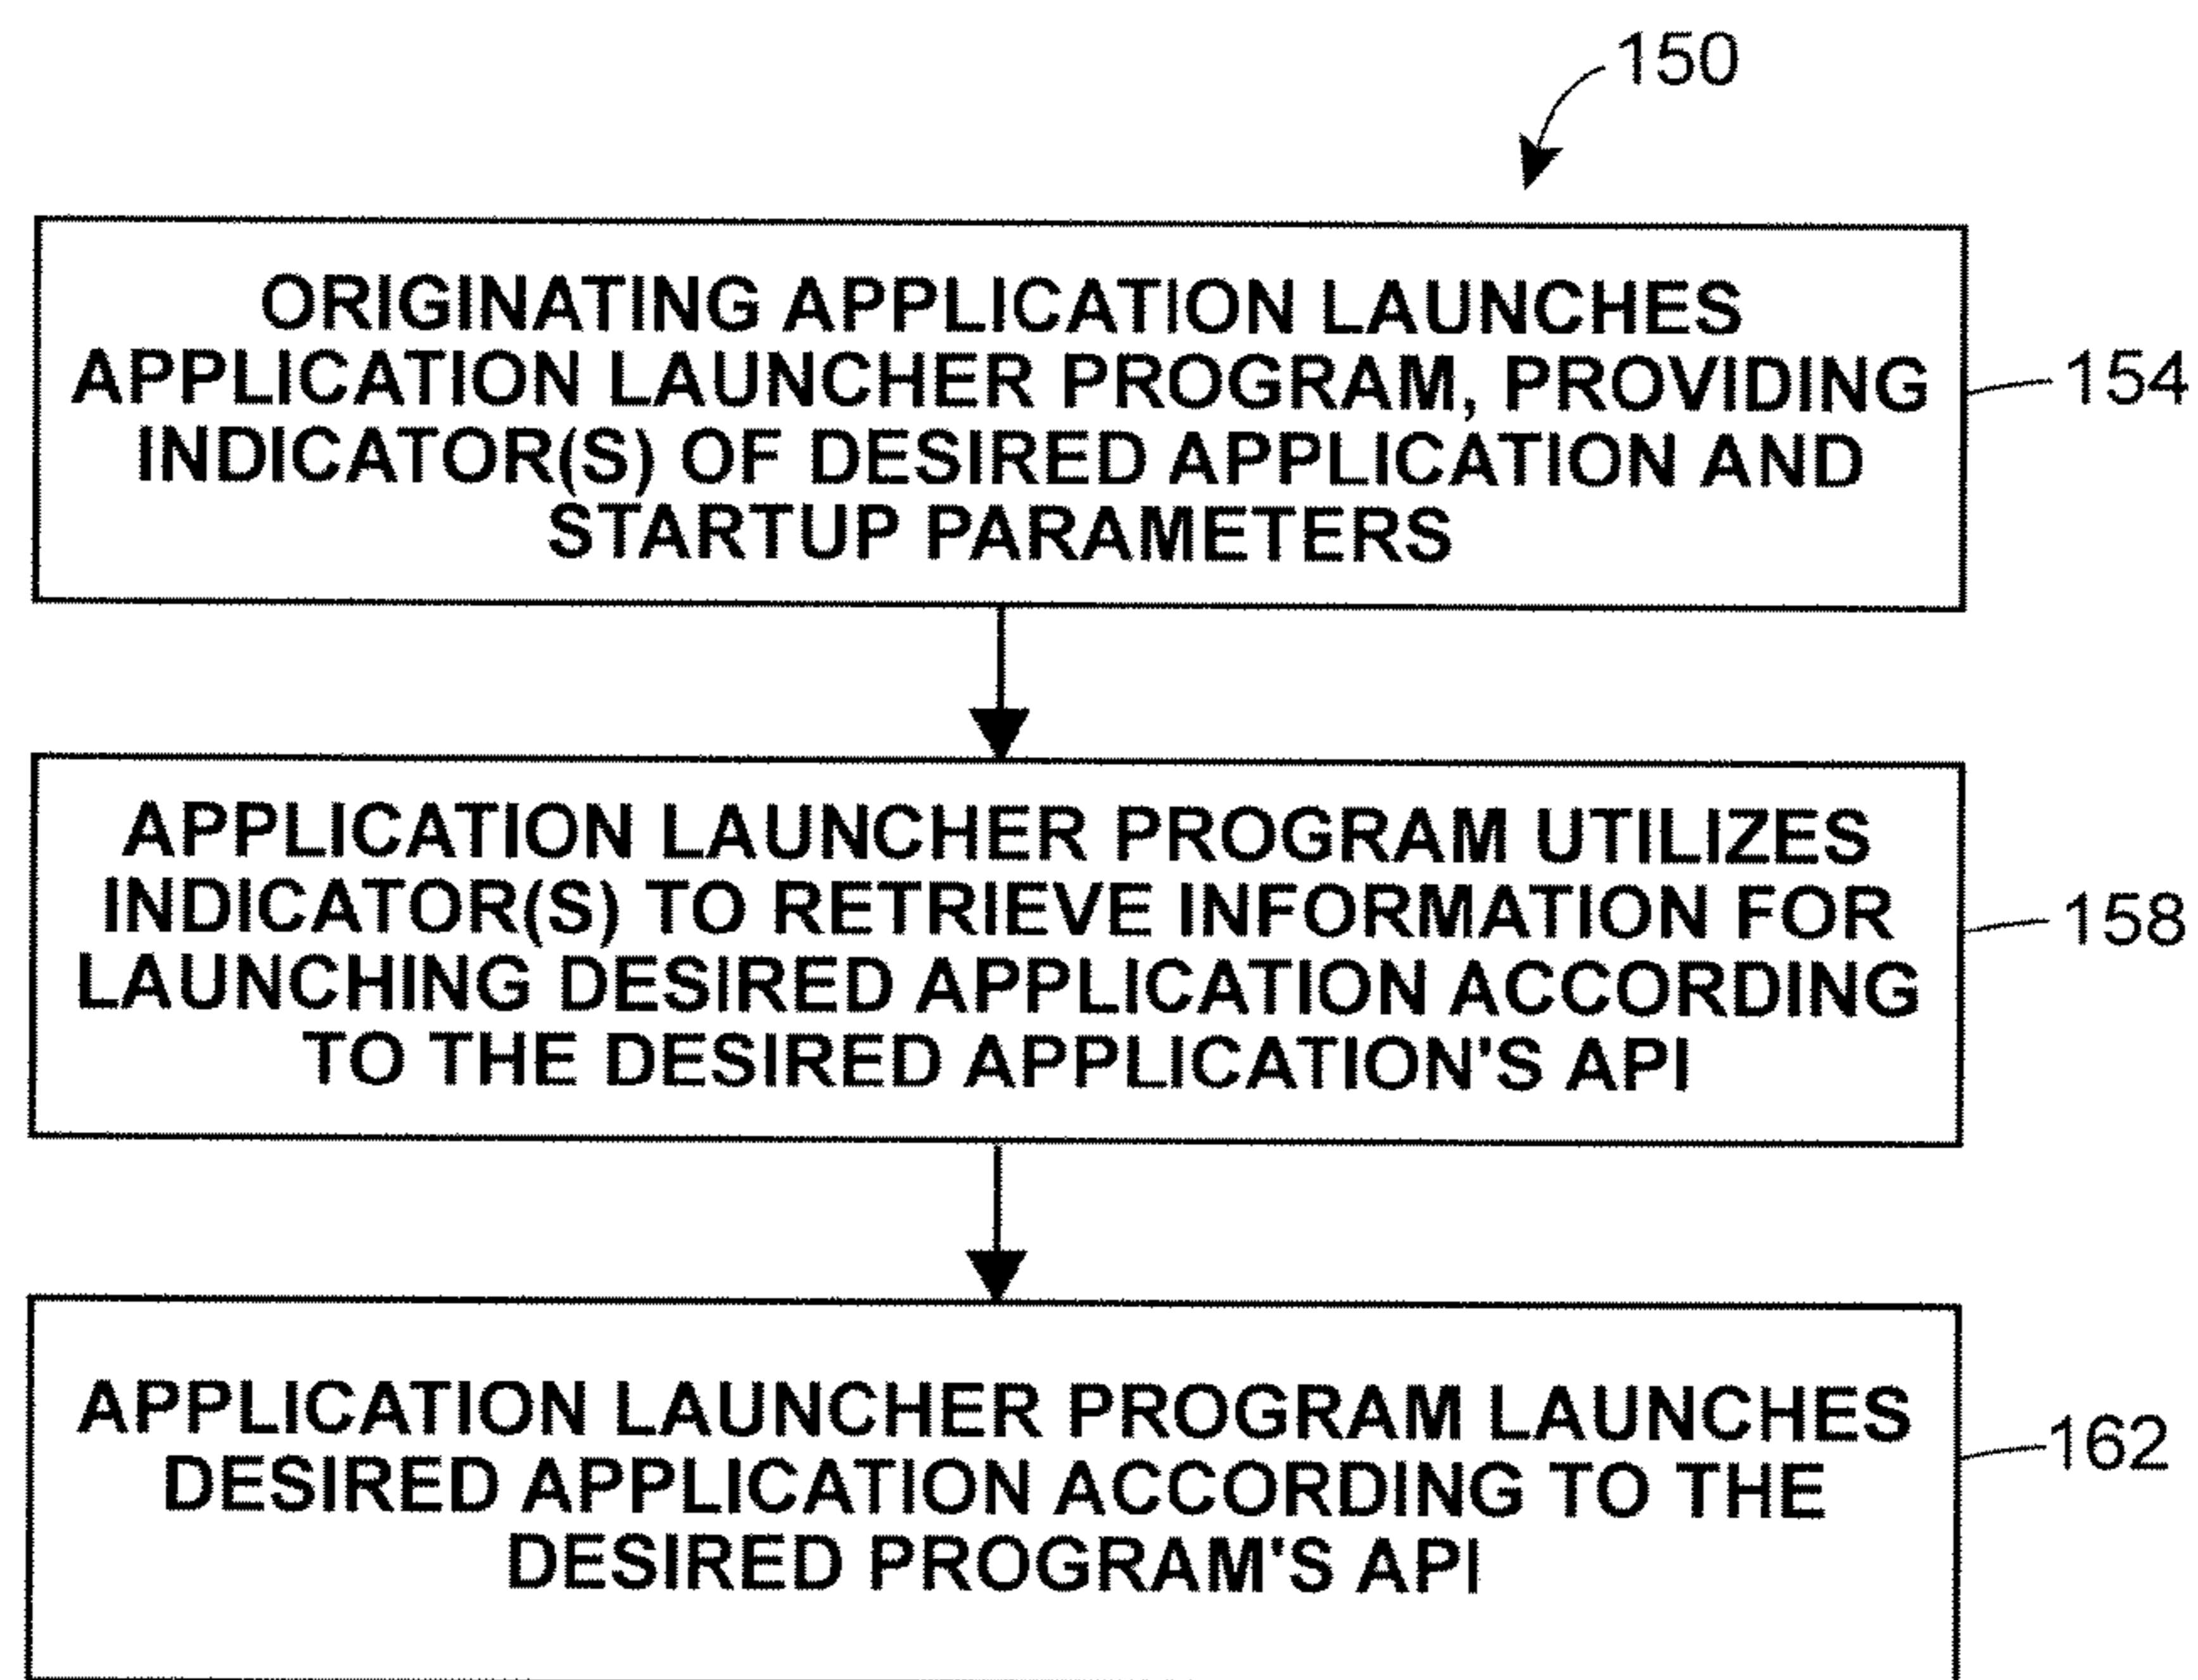 150
ORIGINATING APPLICATION LAUNCHES
APPLICATION LAUNCHER PROGRAM, PROVIDING
INDICATOR(S) OF DESIRED APPLICATION AND
STARTUP PARAMETERS
154
APPLICATION LAUNCHER PROGRAM UTILIZES
INDICATOR(S) TO RETRIEVE INFORMATION FOR
LAUNCHING DESIRED APPLICATION ACCORDING
TO THE DESIRED APPLICATION'S API
158
APPLICATION LAUNCHER PROGRAM LAUNCHES
DESIRED APPLICATION ACCORDING TO THE
DESIRED PROGRAM'S API
162